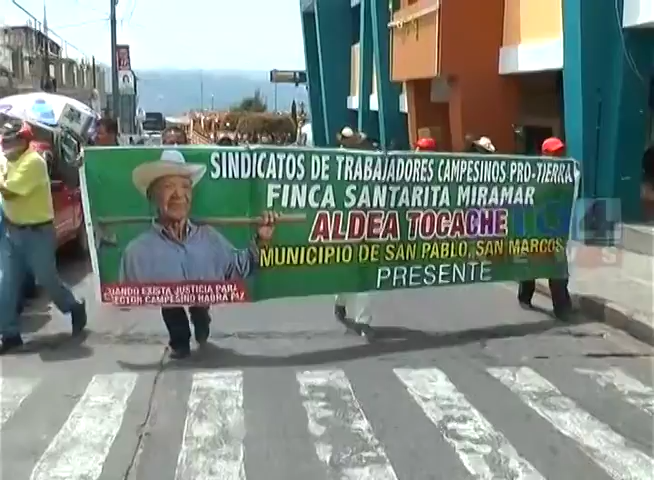 SINDICATOS DE TRABAJADORES CAMPESINOS PRO-TIERRA,
FINCA SANTARITA MIRAMAR
ALDEA TOCACHE
MUNICIPIO DE SAN PABLO, SAN MARCOS
PRESENTE
CUANDO EXISTA JUSTICIA PARA
SECTOR CAMPESINO HABRA PAZ
NEWS